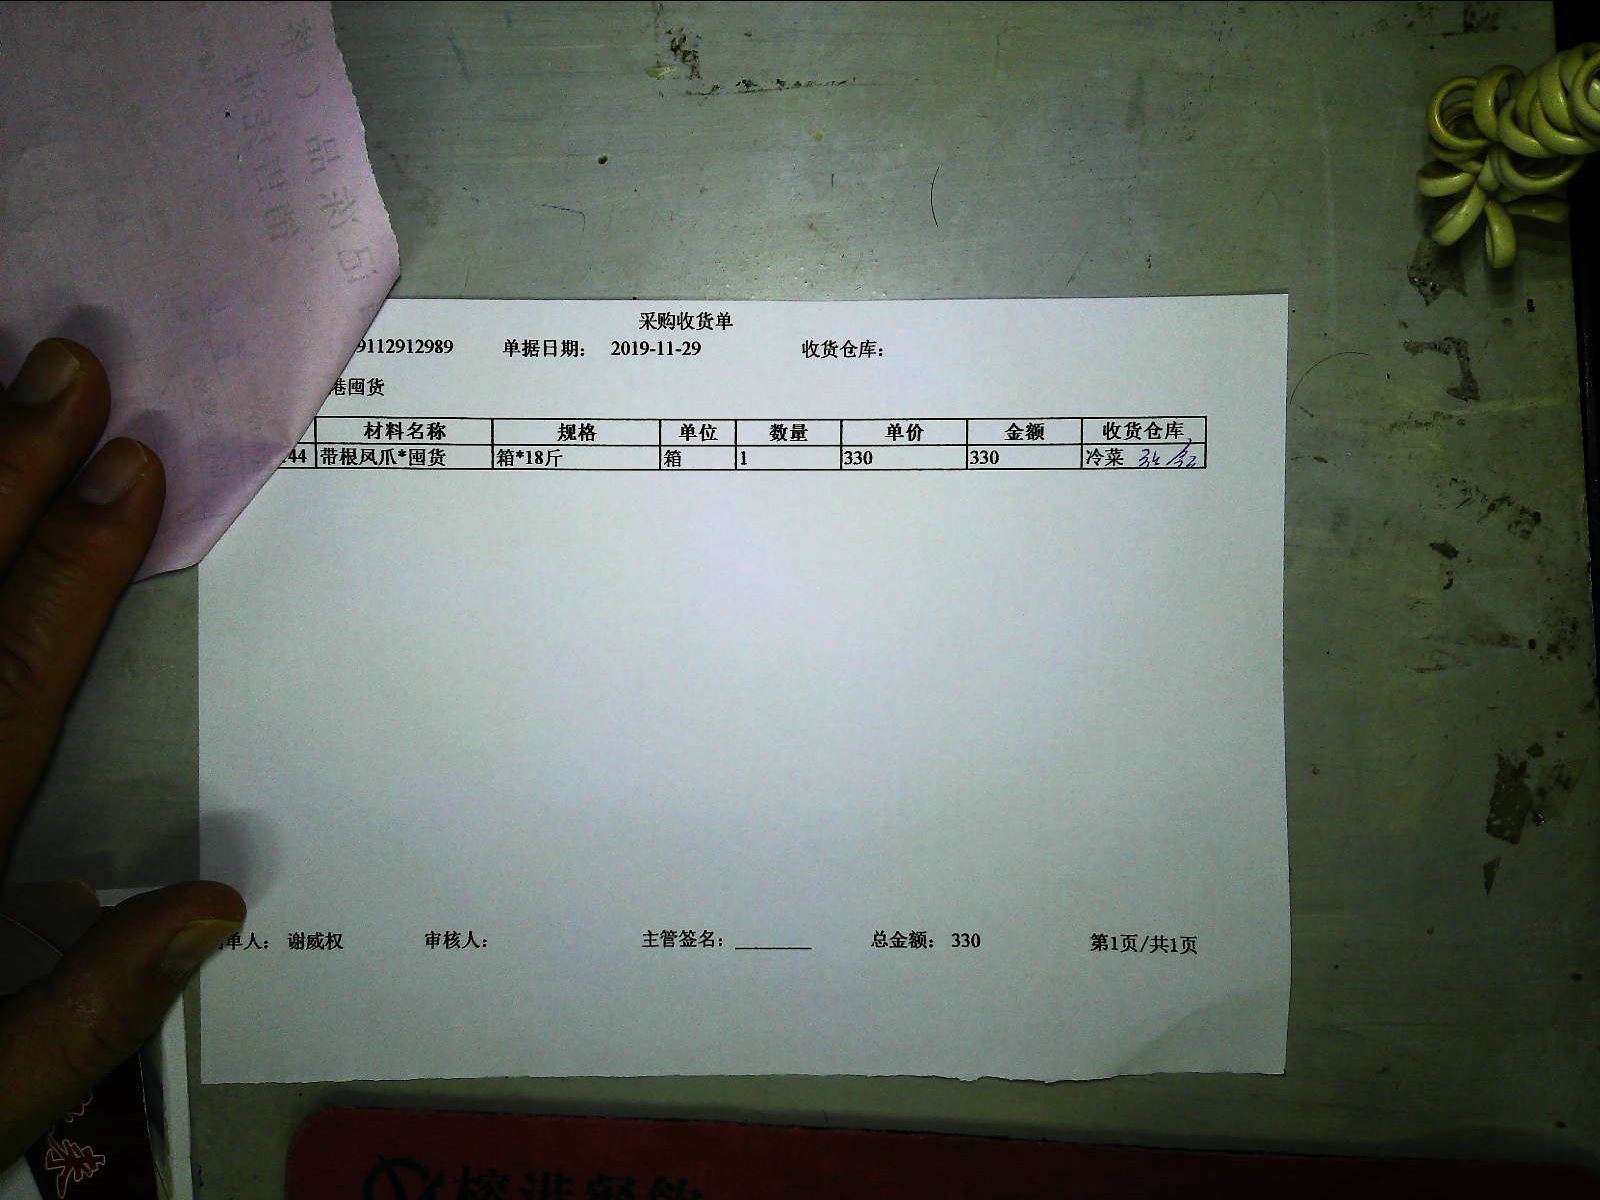 采购收货单
9112912989 单据日期： 2019-11-29 收货仓库：
港囤货
材料名称 规格 单位 数量 单价 金额 收货仓库
44 带根凤爪*囤货 箱*18斤 箱 1 330 330 冷菜
单人： 谢威权 审核人： 主管签名：________ 总金额： 330 第1页/共1页